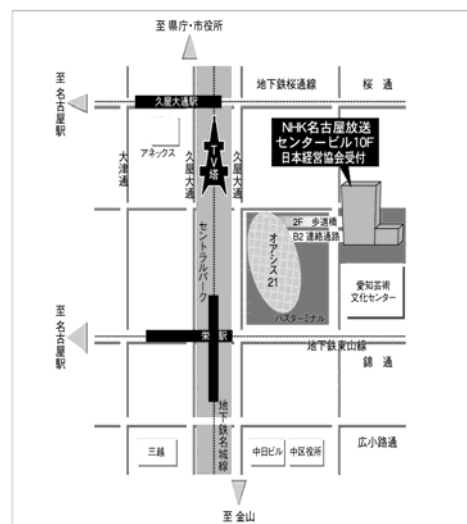 至 県庁・市役所
至 名古屋駅
久屋大通駅
地下鉄桜通線
桜 通
アネックス
大津通
久屋大通
TV塔
久屋大通
NHK名古屋放送
センタービル10F
日本経営協会受付
セントラルパーク
オアシス21
2F 歩道橋
B2 連絡通路
愛知芸術
文化センター
バスターミナル
至 名古屋駅
栄 駅
地下鉄東山線
錦 通
地下鉄名城線
三越
中日ビル
中区役所
広小路通
至 金山